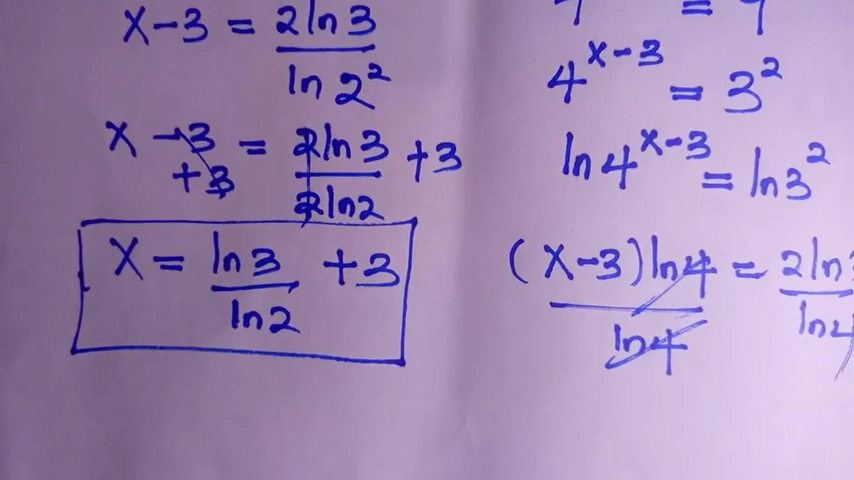 x-3 = 2ln3
ln2²
x-3 = 2ln3 +3
+3 2ln2
x = ln3 +3
ln2
4^{x-3} = 3²
ln4^{x-3} = ln3²
(x-3)ln4 = 2ln
ln4 ln4